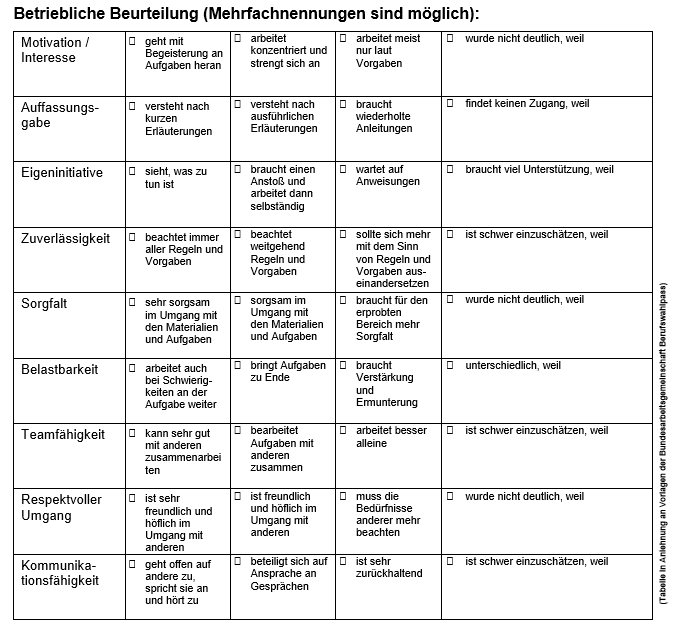 Betriebliche Beurteilung (Mehrfachnennungen sind möglich):
Motivation /
Interesse
geht mit
Begeisterung an
Aufgaben heran
arbeitet
konzentriert und
strengt sich an
arbeitet meist
nur laut
Vorgaben
wurde nicht deutlich, weil
Auffassungs-
gabe
versteht nach
kurzen
Erläuterungen
versteht nach
ausführlichen
Erläuterungen
braucht
wiederholte
Anleitungen
findet keinen Zugang, weil
Eigeninitiative
sieht, was zu
tun ist
braucht einen
Anstoß und
arbeitet dann
selbständig
wartet auf
Anweisungen
braucht viel Unterstützung, weil
Zuverlässigkeit
beachtet immer
aller Regeln und
Vorgaben
beachtet
weitgehend
Regeln und
Vorgaben
sollte sich mehr
mit dem Sinn
von Regeln und
Vorgaben aus-
einandersetzen
ist schwer einzuschätzen, weil
Sorgfalt
sehr sorgsam
im Umgang mit
den Materialien
und Aufgaben
sorgsam im
Umgang mit
den Materialien
und Aufgaben
braucht für den
erprobten
Bereich mehr
Sorgfalt
wurde nicht deutlich, weil
Belastbarkeit
arbeitet auch
bei Schwierig-
keiten an der
Aufgabe weiter
bringt Aufgaben
zu Ende
braucht
Verstärkung
und
Ermunterung
unterschiedlich, weil
Teamfähigkeit
kann sehr gut
mit anderen
zusammenarbei
ten
bearbeitet
Aufgaben mit
anderen
zusammen
arbeitet besser
alleine
ist schwer einzuschätzen, weil
Respektvoller
Umgang
ist sehr
freundlich und
höflich im
Umgang mit
anderen
ist freundlich
und höflich im
Umgang mit
anderen
muss die
Bedürfnisse
anderer mehr
beachten
wurde nicht deutlich, weil
Kommunika-
tionsfähigkeit
geht offen auf
andere zu,
spricht sie an
und hört zu
beteiligt sich auf
Ansprache an
Gesprächen
ist sehr
zurückhaltend
ist schwer einzuschätzen, weil
(Tabelle in Anlehnung an Vorlagen der Bundesarbeitsgemeinschaft Berufswahlpass)